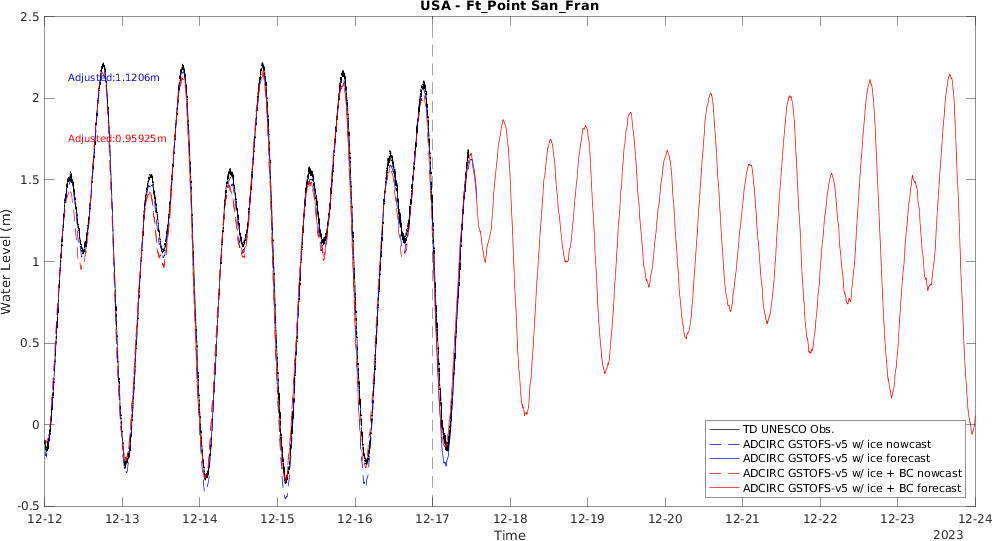 USA - Ft_Point San_Fran
2.5
2
1.5
1
0.5
0
-0.5
Water Level (m)
Adjusted:1.1206m
Adjusted:0.95925m
TD UNESCO Obs.
ADCIRC GSTOFS-v5 w/ ice nowcast
ADCIRC GSTOFS-v5 w/ ice forecast
ADCIRC GSTOFS-v5 w/ ice + BC nowcast
ADCIRC GSTOFS-v5 w/ ice + BC forecast
12-12 12-13 12-14 12-15 12-16 12-17 12-18 12-19 12-20 12-21 12-22 12-23 12-24
Time
2023